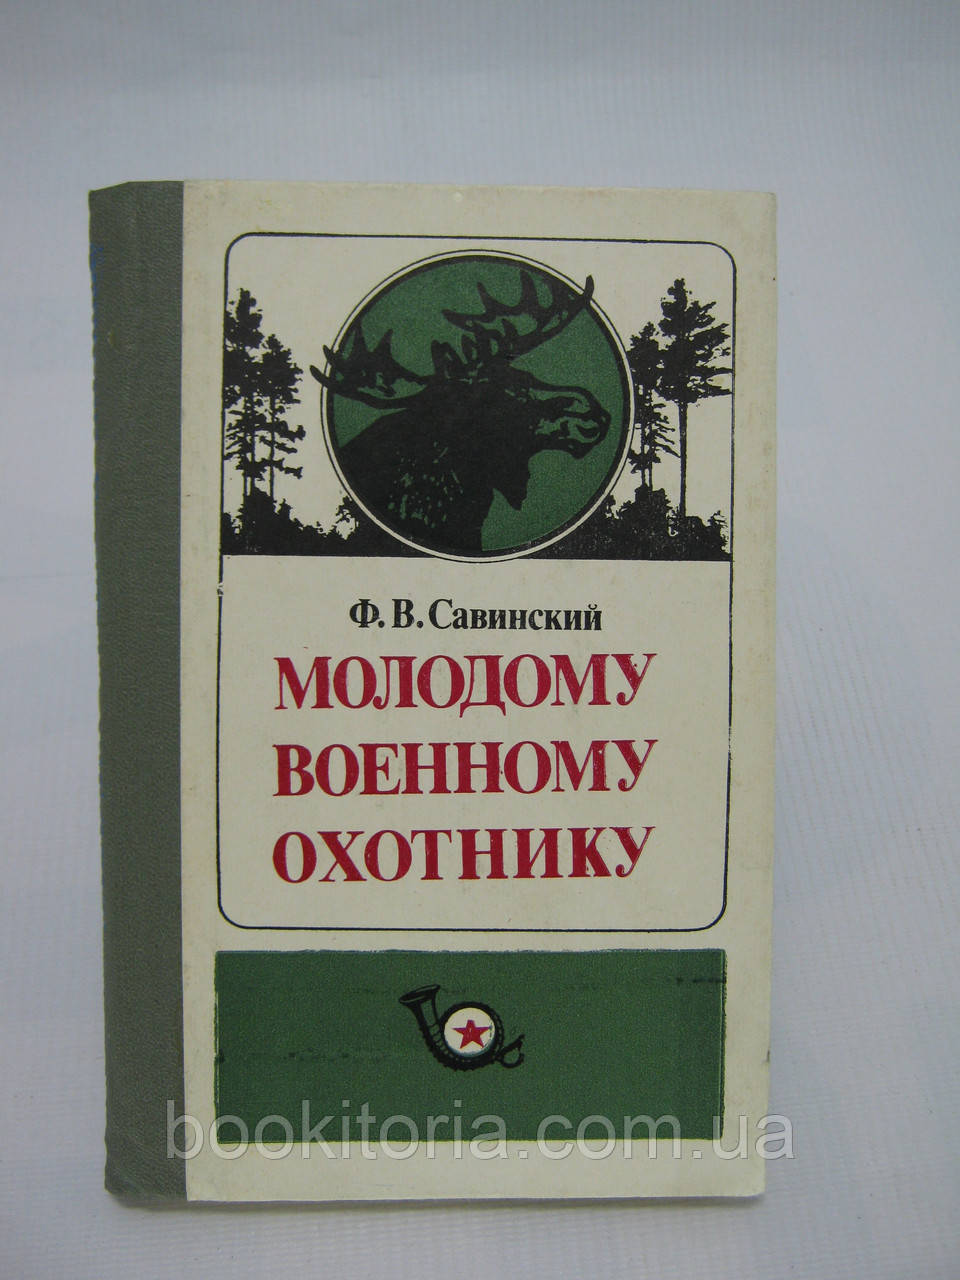 Ф. В. Савинский
МОЛОДОМУ
ВОЕННОМУ
ОХОТНИКУ
bookitoria.com.ua